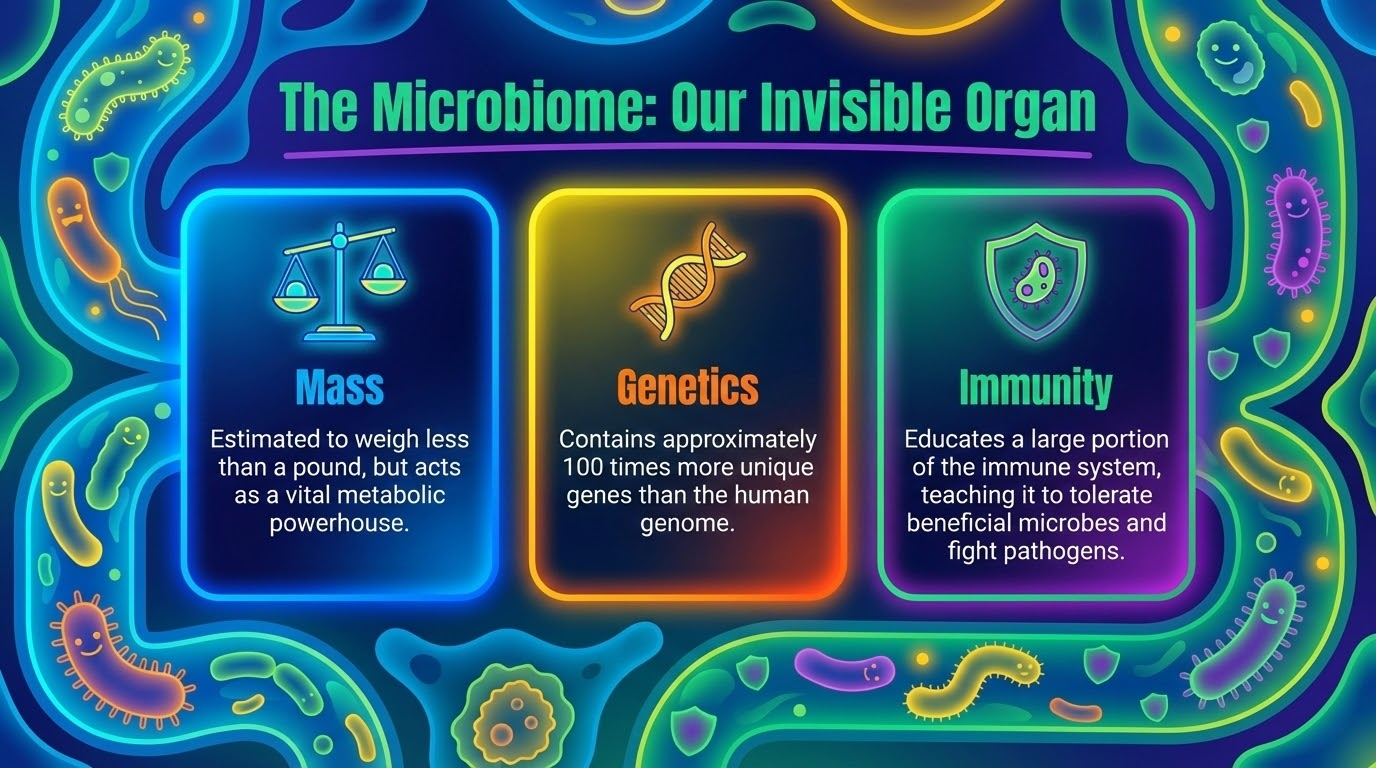 The Microbiome: Our Invisible Organ
Mass
Estimated to weigh less
than a pound, but acts
as a vital metabolic
powerhouse.
Genetics
Contains approximately
100 times more unique
genes than the human
genome.
Immunity
Educates a large portion
of the immune system,
teaching it to tolerate
beneficial microbes and
fight pathogens.